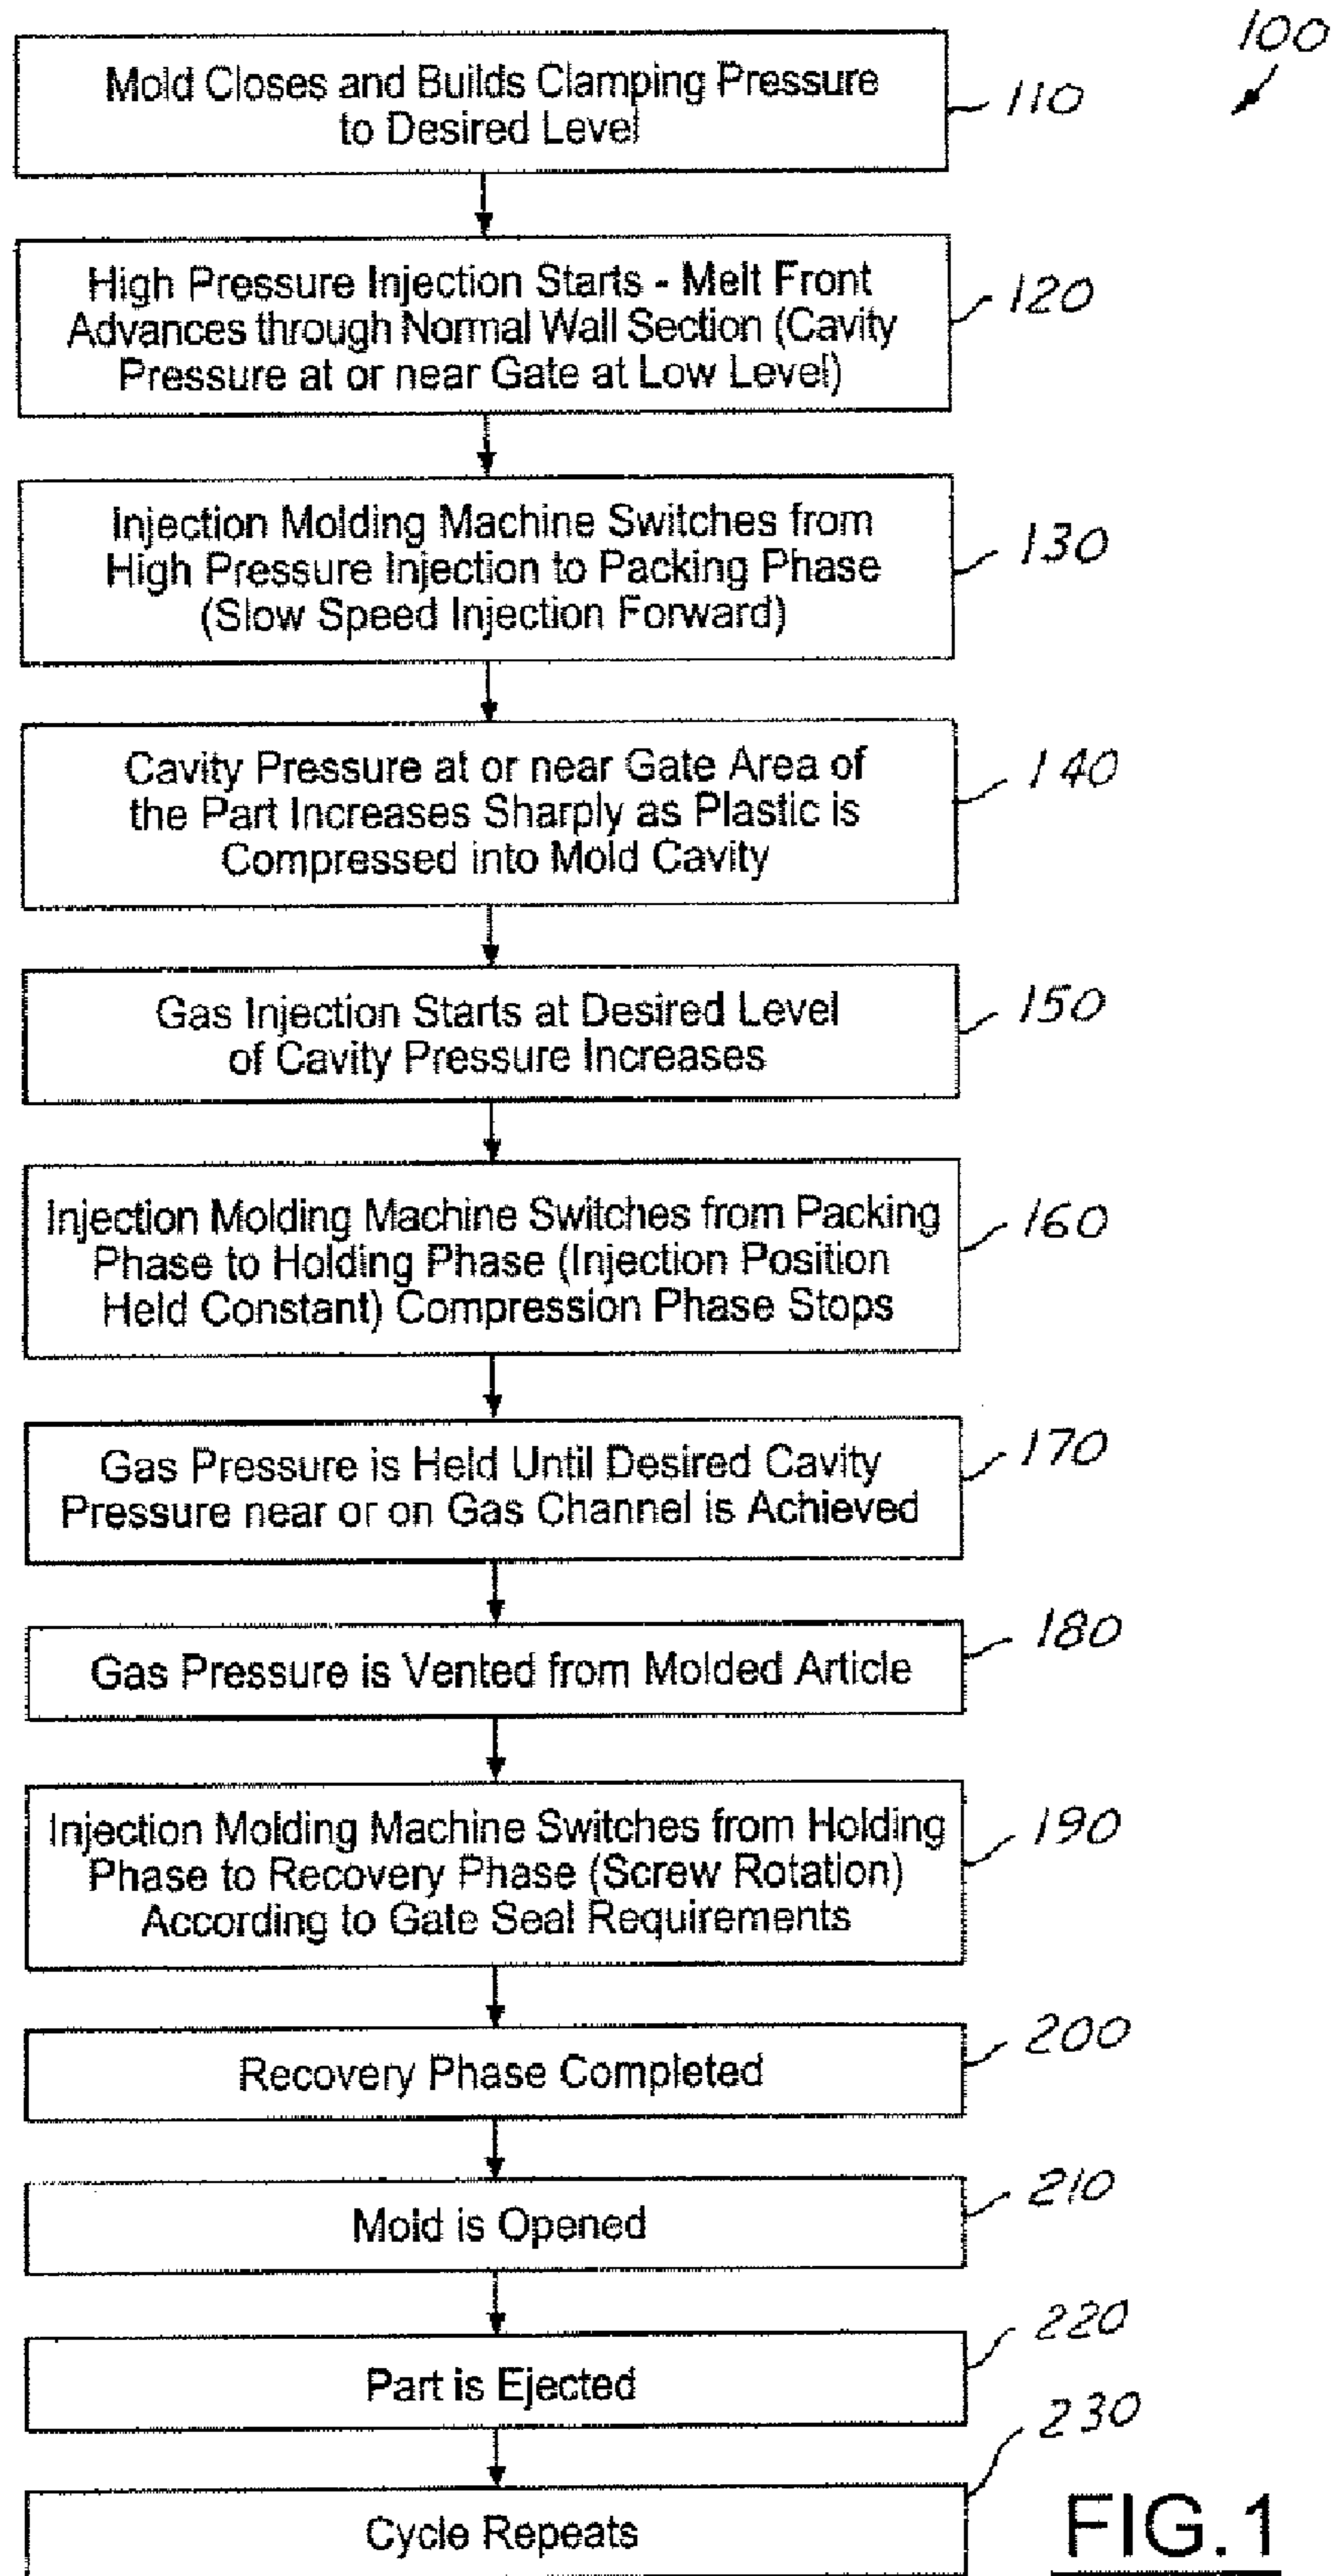 100
Mold Closes and Builds Clamping Pressure
to Desired Level
110
High Pressure Injection Starts - Melt Front
Advances through Normal Wall Section (Cavity
Pressure at or near Gate at Low Level)
120
Injection Molding Machine Switches from
High Pressure Injection to Packing Phase
(Slow Speed Injection Forward)
130
Cavity Pressure at or near Gate Area of
the Part Increases Sharply as Plastic is
Compressed into Mold Cavity
140
Gas Injection Starts at Desired Level
of Cavity Pressure Increases
150
Injection Molding Machine Switches from Packing
Phase to Holding Phase (Injection Position
Held Constant) Compression Phase Stops
160
Gas Pressure is Held Until Desired Cavity
Pressure near or on Gas Channel is Achieved
170
Gas Pressure is Vented from Molded Article
180
Injection Molding Machine Switches from Holding
Phase to Recovery Phase (Screw Rotation)
According to Gate Seal Requirements
190
Recovery Phase Completed
200
Mold is Opened
210
Part is Ejected
220
Cycle Repeats
230
FIG.1